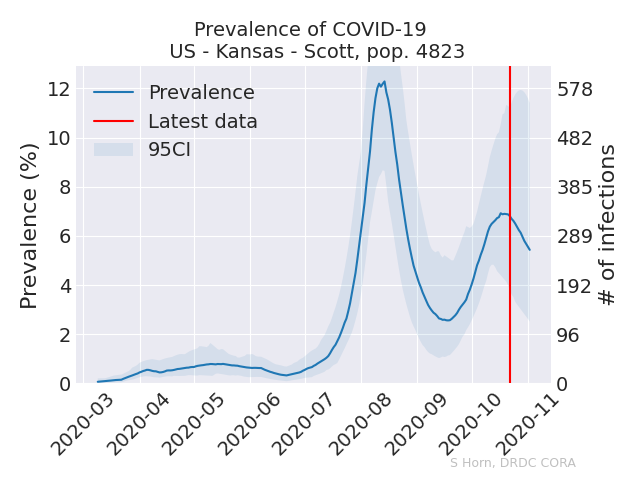 Prevalence of COVID-19
US - Kansas - Scott, pop. 4823
Prevalence
Latest data
95CI
Prevalence (%)
12
10
8
6
4
2
0
578
482
385
289
192
96
0
# of infections
2020-03
2020-04
2020-05
2020-06
2020-07
2020-08
2020-09
2020-10
2020-11
S Horn, DRDC CORA